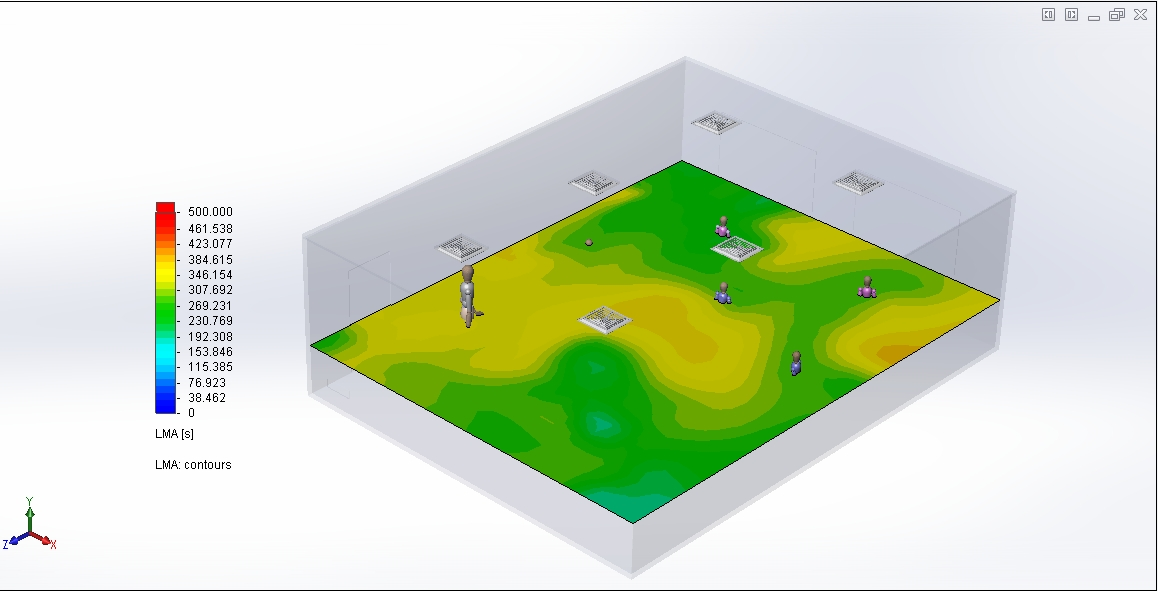 500.000
461.538
423.077
384.615
346.154
307.692
269.231
230.769
192.308
153.846
115.385
76.923
38.462
0
LMA [s]
LMA: contours
Y
Z
X